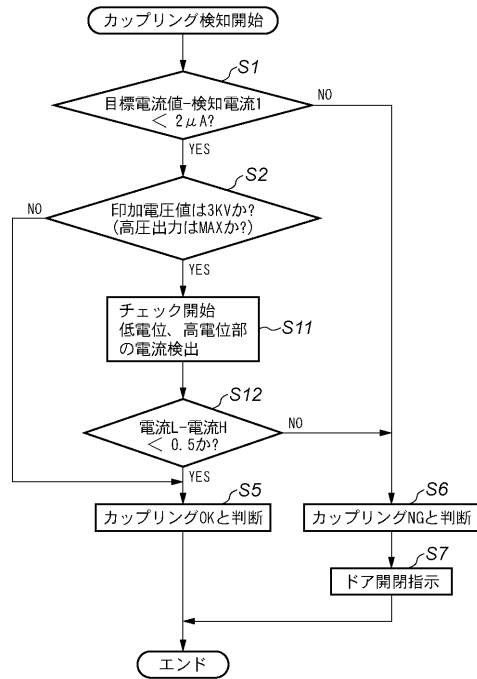 カップリング検知開始
S1
目標電流値-検知電流1
< 2μA?
NO
YES
S2
NO
印加電圧値は3KVか?
(高圧出力はMAXか?)
YES
チェック開始
低電位、高電位部
の電流検出
S11
S12
電流L-電流H
< 0.5か?
NO
YES
S5
カップリングOKと判断
S6
カップリングNGと判断
S7
ドア開閉指示
エンド